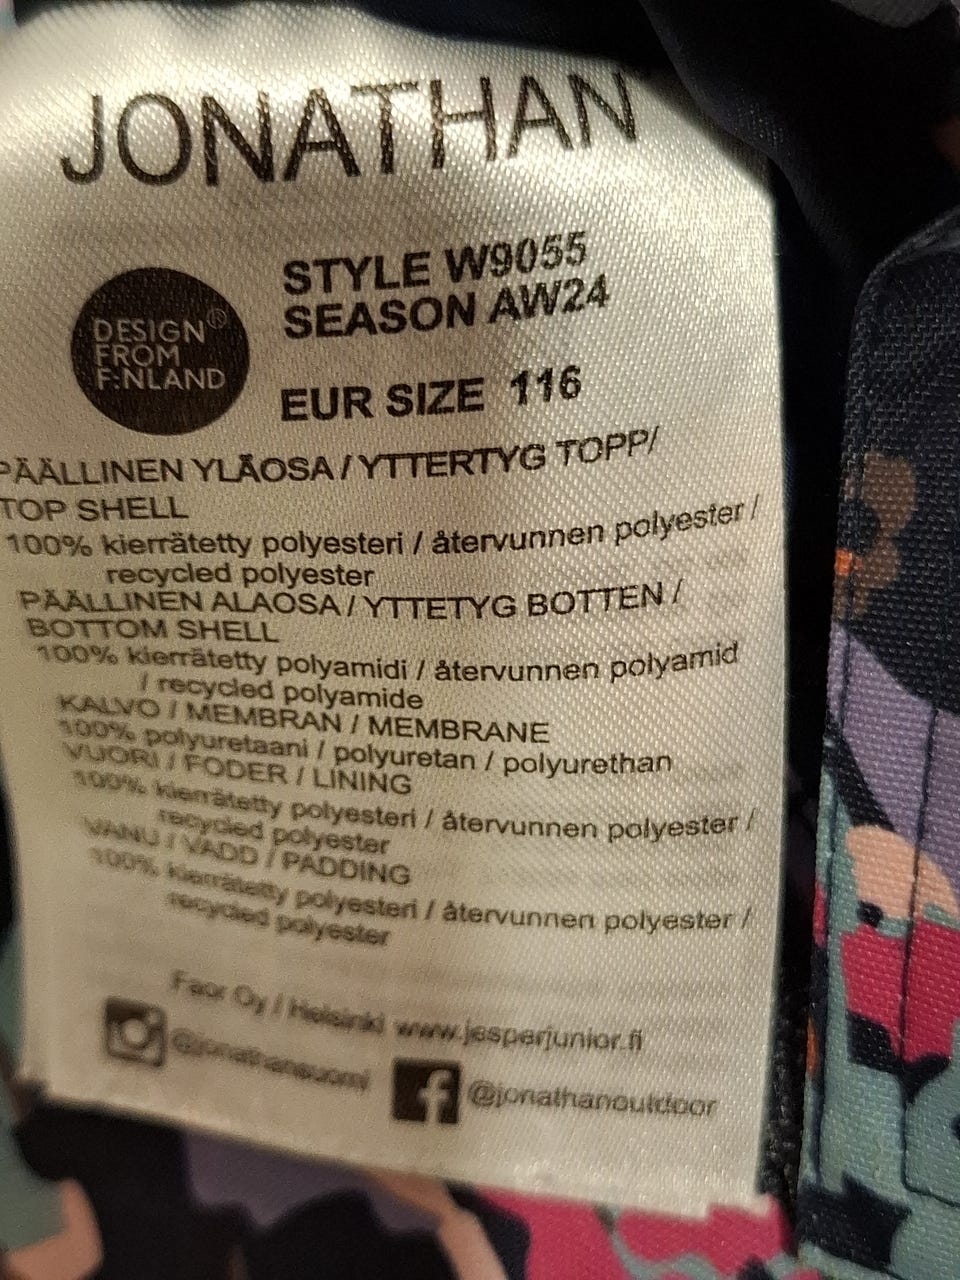 JONATHAN
DESIGN®
FROM
F:NLAND
STYLE W9055
SEASON AW24
EUR SIZE 116
PÄÄLLINEN YLÄOSA / YTTERTYG TOPP/
TOP SHELL
100% kierrätetty polyesteri / återvunnen polyester /
recycled polyester
PÄÄLLINEN ALAOSA / YTTETYG BOTTEN /
BOTTOM SHELL
100% kierrätetty polyamidi / återvunnen polyamid
/ recycled polyamide
KALVO / MEMBRAN / MEMBRANE
100% polyuretaani / polyuretan / polyurethan
VUORI / FODER / LINING
100% kierrätetty polyesteri / återvunnen polyester /
recycled polyester
VANU / VADD / PADDING
100% kierrätetty polyesteri / återvunnen polyester /
recycled polyester
Faor Oy / Helsinki www.jesperjunior.fi
@jonathansuomi
@jonathanoutdoor